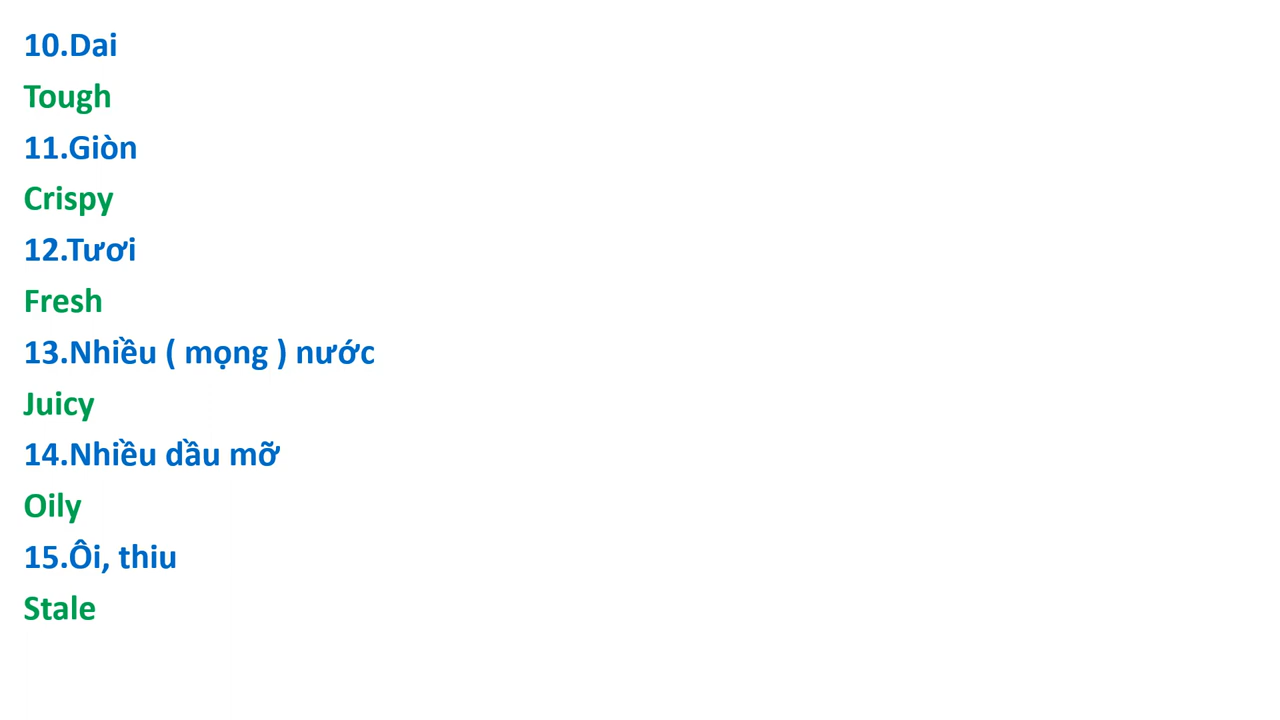 10.Dai
Tough
11.Giòn
Crispy
12.Tươi
Fresh
13.Nhiều ( mọng ) nước
Juicy
14.Nhiều dầu mỡ
Oily
15.Ôi, thiu
Stale